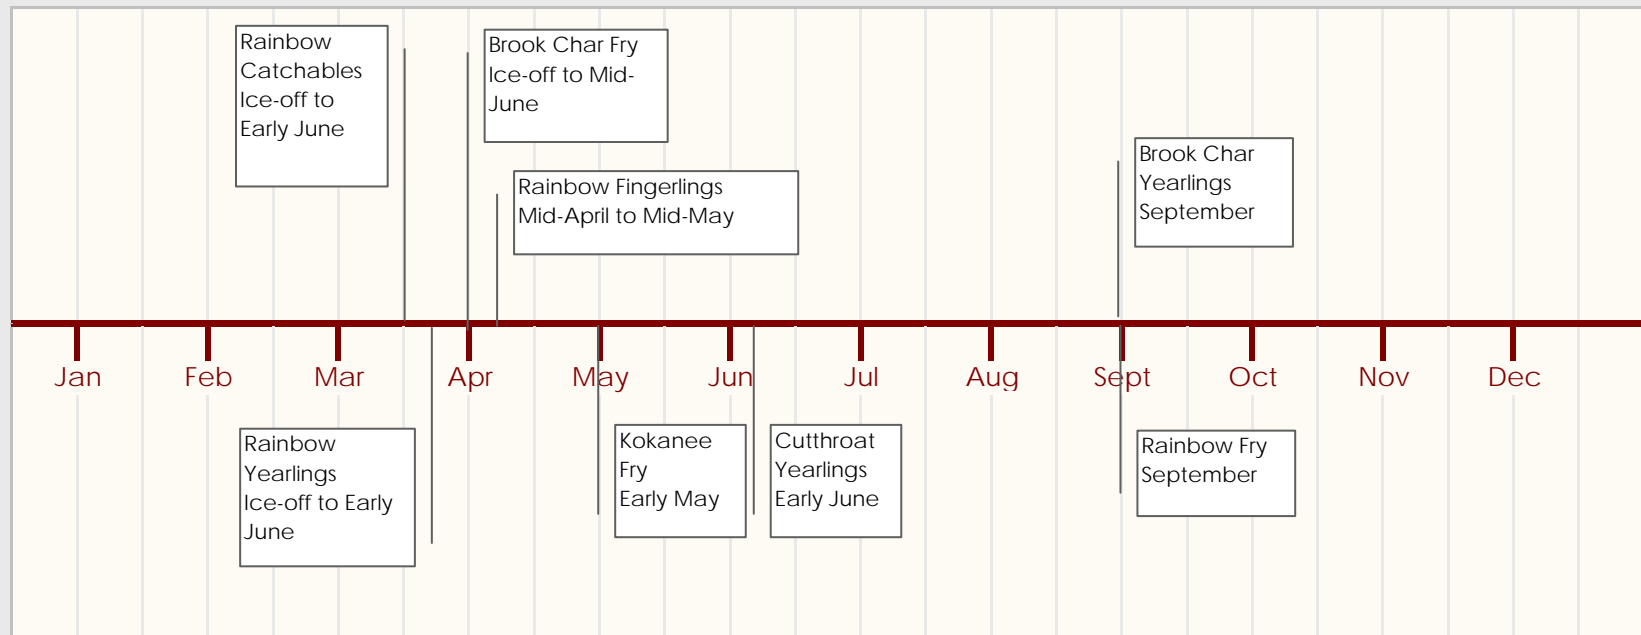 Rainbow
Catchables
Ice-off to
Early June
Brook Char Fry
Ice-off to Mid-
June
Rainbow Fingerlings
Mid-April to Mid-May
Brook Char
Yearlings
September
Jan Feb Mar Apr May Jun Jul Aug Sept Oct Nov Dec
Rainbow
Yearlings
Ice-off to Early
June
Kokanee
Fry
Early May
Cutthroat
Yearlings
Early June
Rainbow Fry
September